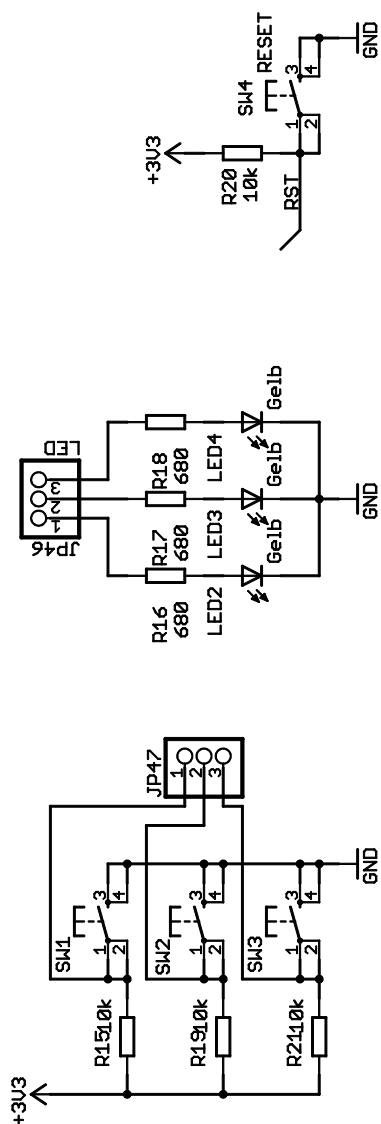 +3V3
R20
10k
RST
SW4
RESET
1
2
3
4
GND
JP46
LED
1
2
3
R16
680
R17
680
R18
680
LED2
LED3
LED4
Gelb
Gelb
Gelb
GND
JP47
1
2
3
SW1
1
2
3
4
SW2
1
2
3
4
SW3
1
2
3
4
R15
10k
R19
10k
R21
10k
+3V3
GND